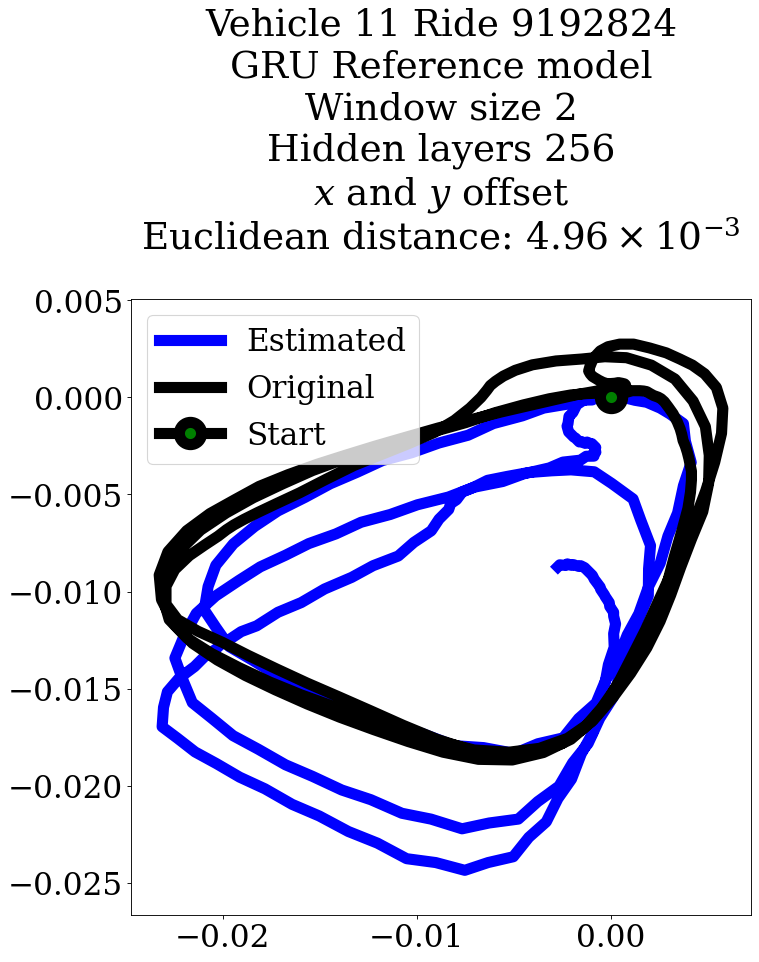 Vehicle 11 Ride 9192824
GRU Reference model
Window size 2
Hidden layers 256
x and y offset
Euclidean distance: 4.96 × 10⁻³
0.005
0.000
−0.005
−0.010
−0.015
−0.020
−0.025
Estimated
Original
Start
−0.02 −0.01 0.00